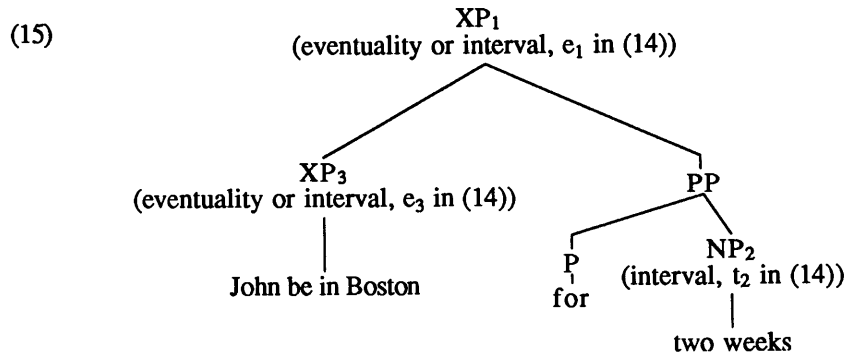 (15)
XP₁
(eventuality or interval, e₁ in (14))
XP₃
(eventuality or interval, e₃ in (14))
PP
John be in Boston
P
for
NP₂
(interval, t₂ in (14))
two weeks